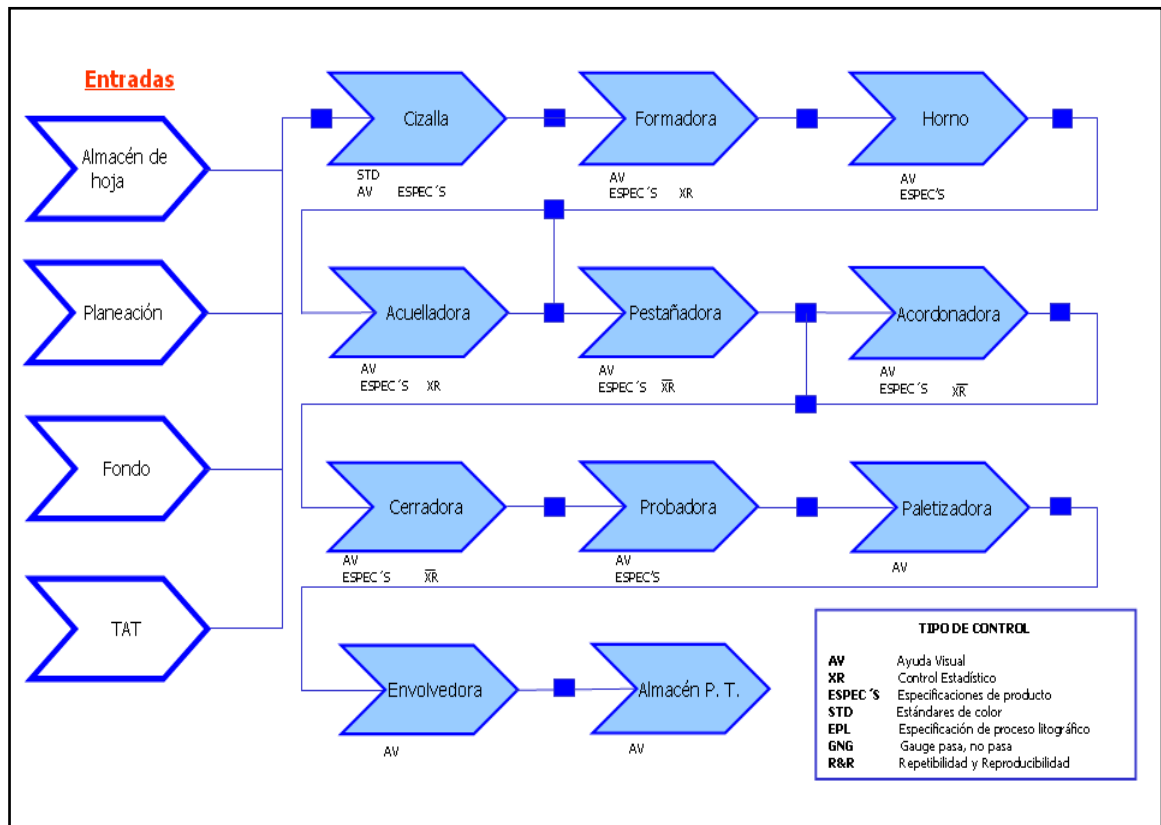 Entradas
Almacén de
hoja
Planeación
Fondo
TAT
Cizalla
STD
AV ESPEC´S
Formadora
AV
ESPEC´S XR
Horno
AV
ESPEC'S
Acuelladora
AV
ESPEC´S XR
Pestañadora
AV
ESPEC´S X̅R̅
Acordonadora
AV
ESPEC´S X̅R̅
Cerradora
AV
ESPEC´S X̅R̅
Probadora
AV
ESPEC'S
Paletizadora
AV
Envolvedora
AV
Almacén P. T.
AV
TIPO DE CONTROL
AV Ayuda Visual
XR Control Estadístico
ESPEC´S Especificaciones de producto
STD Estándares de color
EPL Especificación de proceso litográfico
GNG Gauge pasa, no pasa
R&R Repetibilidad y Reproducibilidad